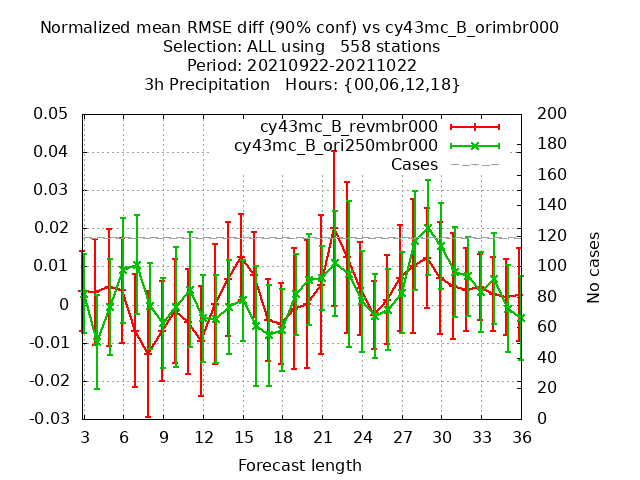 Normalized mean RMSE diff (90% conf) vs cy43mc_B_orimbr000
Selection: ALL using 558 stations
Period: 20210922-20211022
3h Precipitation Hours: {00,06,12,18}
0.05
0.04
0.03
0.02
0.01
0
-0.01
-0.02
-0.03
cy43mc_B_revmbr000
cy43mc_B_ori250mbr000
Cases
200
180
160
140
120
100
80
60
40
20
0
No cases
3 6 9 12 15 18 21 24 27 30 33 36
Forecast length